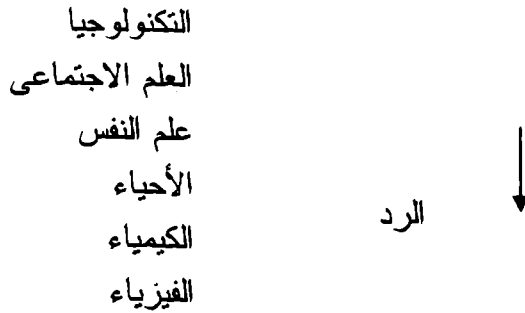 التكنولوجيا
العلم الاجتماعى
علم النفس
الأحياء
الرد
الكيمياء
الفيزياء